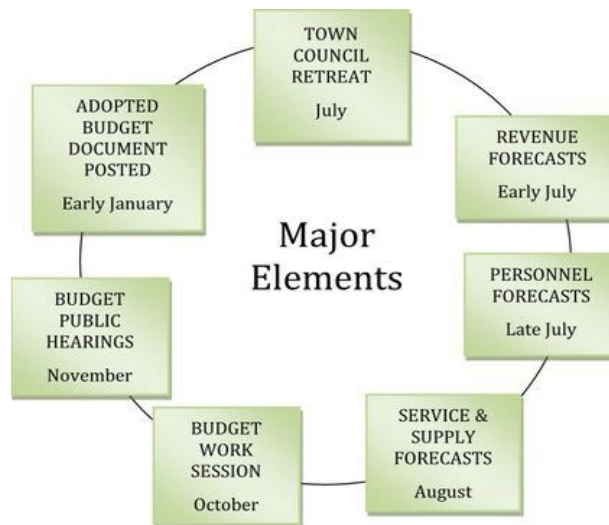 TOWN
COUNCIL
RETREAT
July
REVENUE
FORECASTS
Early July
PERSONNEL
FORECASTS
Late July
SERVICE &
SUPPLY
FORECASTS
August
BUDGET
WORK
SESSION
October
BUDGET
PUBLIC
HEARINGS
November
ADOPTED
BUDGET
DOCUMENT
POSTED
Early January
Major
Elements